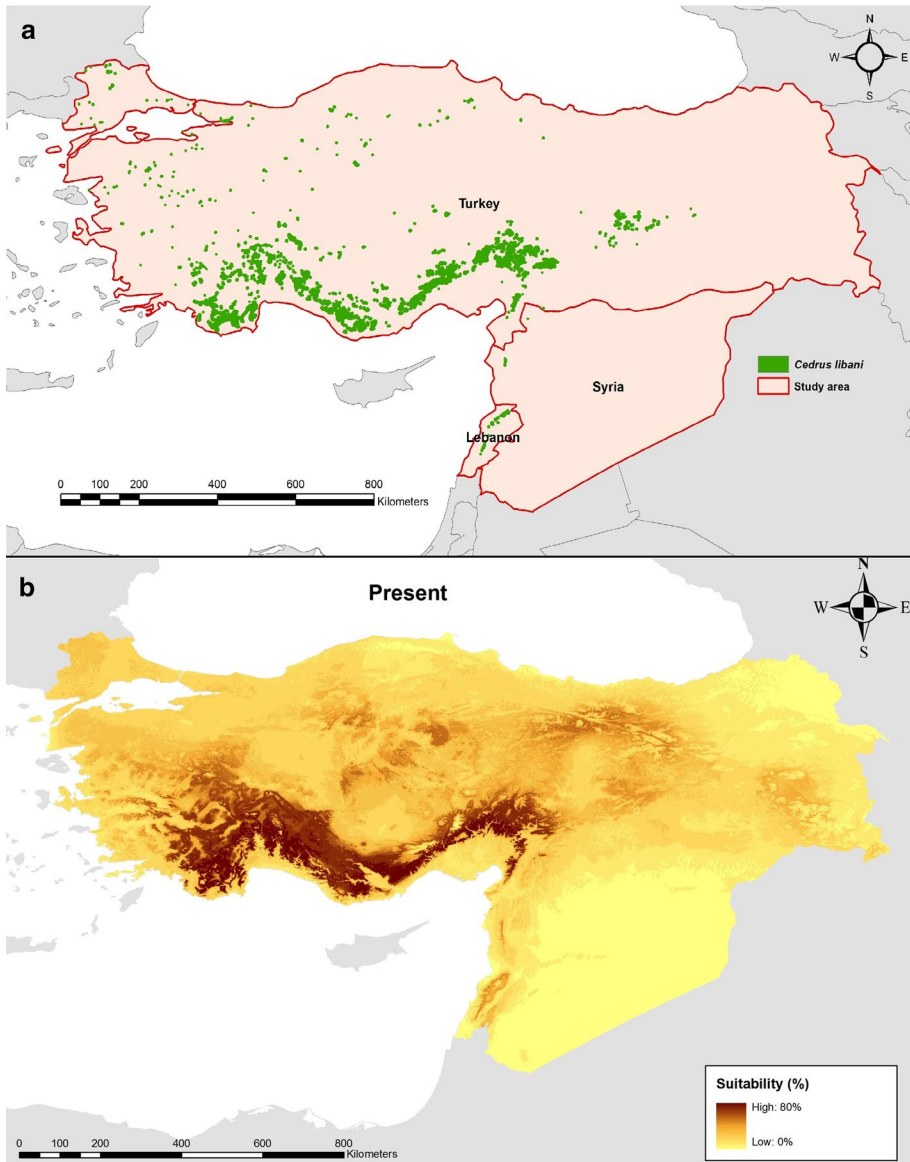 a
N
W E
S
Turkey
Cedrus libani
Study area
Syria
Lebanon
0 100 200 400 600 800
Kilometers
b
Present
N
W E
S
Suitability (%)
High: 80%
Low: 0%
0 100 200 400 600 800
Kilometers